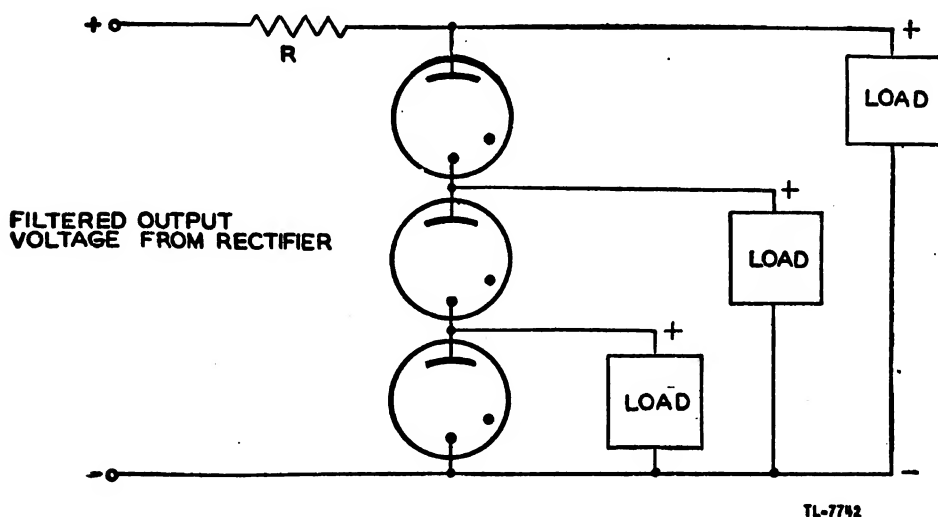 +
R
+
LOAD
FILTERED OUTPUT
VOLTAGE FROM RECTIFIER
+
LOAD
+
LOAD
-
-
TL-7742